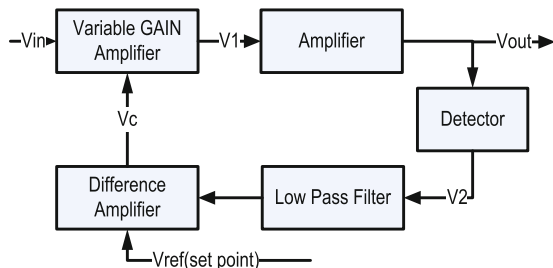 Vin
Variable GAIN
Amplifier
V1
Amplifier
Vout
Vc
Detector
Difference
Amplifier
Low Pass Filter
V2
Vref(set point)